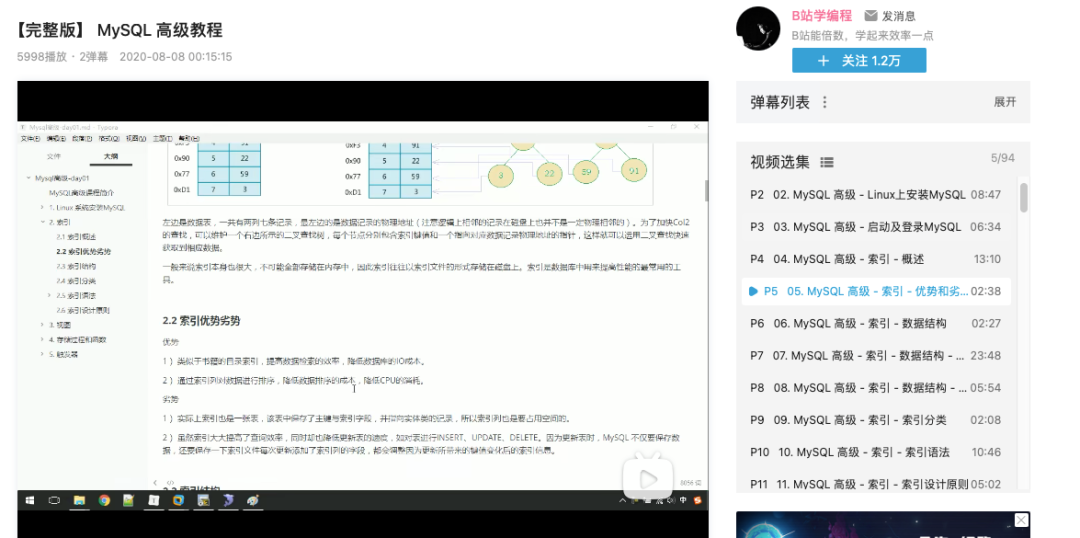 【完整版】 MySQL 高级教程
5998播放 · 2弹幕 2020-08-08 00:15:15
B站学编程 发消息
B站能倍数，学起来效率一点
+ 关注 1.2万
弹幕列表
展开
视频选集
5/94
P2 02. MySQL 高级 - Linux上安装MySQL 08:47
P3 03. MySQL 高级 - 启动及登录MySQL 06:34
P4 04. MySQL 高级 - 索引 - 概述 13:10
P5 05. MySQL 高级 - 索引 - 优势和劣... 02:38
P6 06. MySQL 高级 - 索引 - 数据结构 02:27
P7 07. MySQL 高级 - 索引 - 数据结构 - ... 23:48
P8 08. MySQL 高级 - 索引 - 数据结构 - ... 05:54
P9 09. MySQL 高级 - 索引 - 索引分类 02:08
P10 10. MySQL 高级 - 索引 - 索引语法 10:46
P11 11. MySQL 高级 - 索引 - 索引设计原则 05:02
Mysql高级-day01.md - Typora
文件(F) 编辑(E) 段落(P) 格式(O) 视图(V) 主题(T) 帮助(H)
文件 大纲
Mysql高级-day01
MySQL高级课程简介
1. Linux 系统安装MySQL
2. 索引
2.1 索引概述
2.2 索引优势劣势
2.3 索引结构
2.4 索引分类
2.5 索引语法
2.6 索引设计原则
3. 视图
4. 存储过程和函数
5. 触发器
0x90 5 22
0x77 6 59
0xD1 7 3
0x90 5 22
0x77 6 59
0xD1 7 3
3 22 59 91
左边是数据表，一共有两列七条记录，最左边的是数据记录的物理地址（注意逻辑上相邻的记录在磁盘上也并不是一定物理相邻的）。为了加快Col2
的查找，可以维护一个右边所示的二叉查找树，每个节点分别包含索引键值和一个指向对应数据记录物理地址的指针，这样就可以运用二叉查找快速
获取到相应数据。
一般来说索引本身也很大，不可能全部存储在内存中，因此索引往往以索引文件的形式存储在磁盘上。索引是数据库中用来提高性能的最常用的工
具。
2.2 索引优势劣势
优势
1） 类似于书籍的目录索引，提高数据检索的效率，降低数据库的IO成本。
2） 通过索引列对数据进行排序，降低数据排序的成本，降低CPU的消耗。
劣势
1） 实际上索引也是一张表，该表中保存了主键与索引字段，并指向实体类的记录，所以索引列也是要占用空间的。
2） 虽然索引大大提高了查询效率，同时却也降低更新表的速度，如对表进行INSERT、UPDATE、DELETE。因为更新表时，MySQL 不仅要保存数
据，还要保存一下索引文件每次更新添加了索引列的字段，都会调整因为更新所带来的键值变化后的索引信息。
中